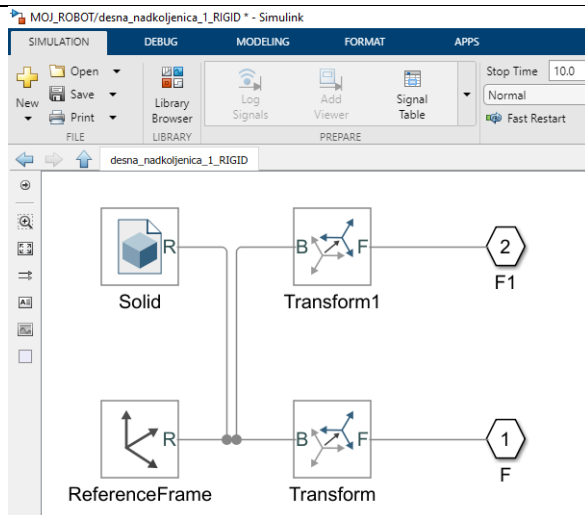 MOJ_ROBOT/desna_nadkoljenica_1_RIGID * - Simulink
SIMULATION DEBUG MODELING FORMAT APPS
New
Open
Save
Print
FILE
Library
Browser
LIBRARY
Log
Signals
Add
Viewer
Signal
Table
PREPARE
Stop Time 10.0
Normal
Fast Restart
desna_nadkoljenica_1_RIGID
R
Solid
B F
Transform1
2
F1
R
ReferenceFrame
B F
Transform
1
F